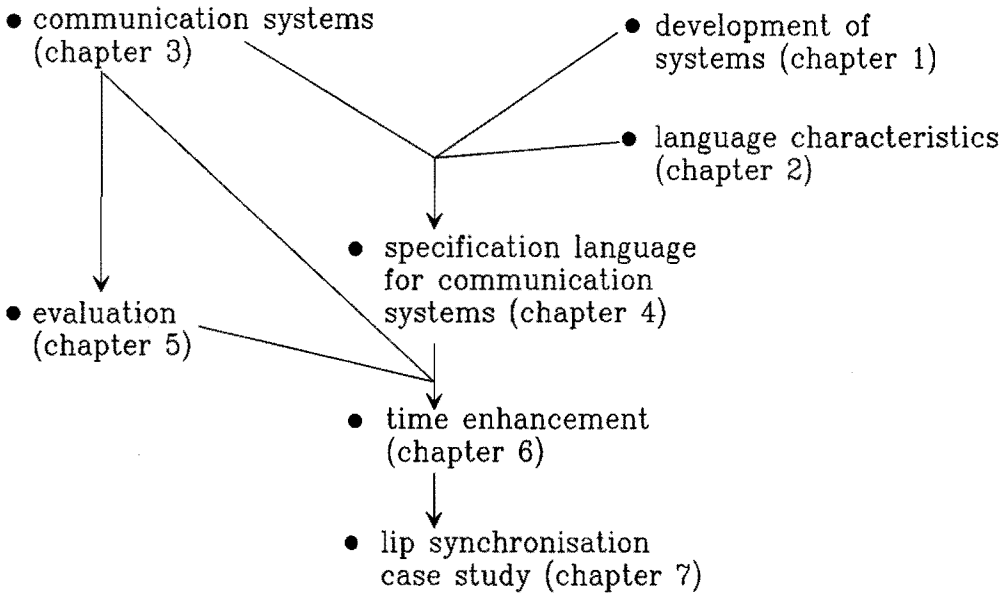 ● communication systems
(chapter 3)
● development of
systems (chapter 1)
● language characteristics
(chapter 2)
● specification language
for communication
systems (chapter 4)
● evaluation
(chapter 5)
● time enhancement
(chapter 6)
● lip synchronisation
case study (chapter 7)